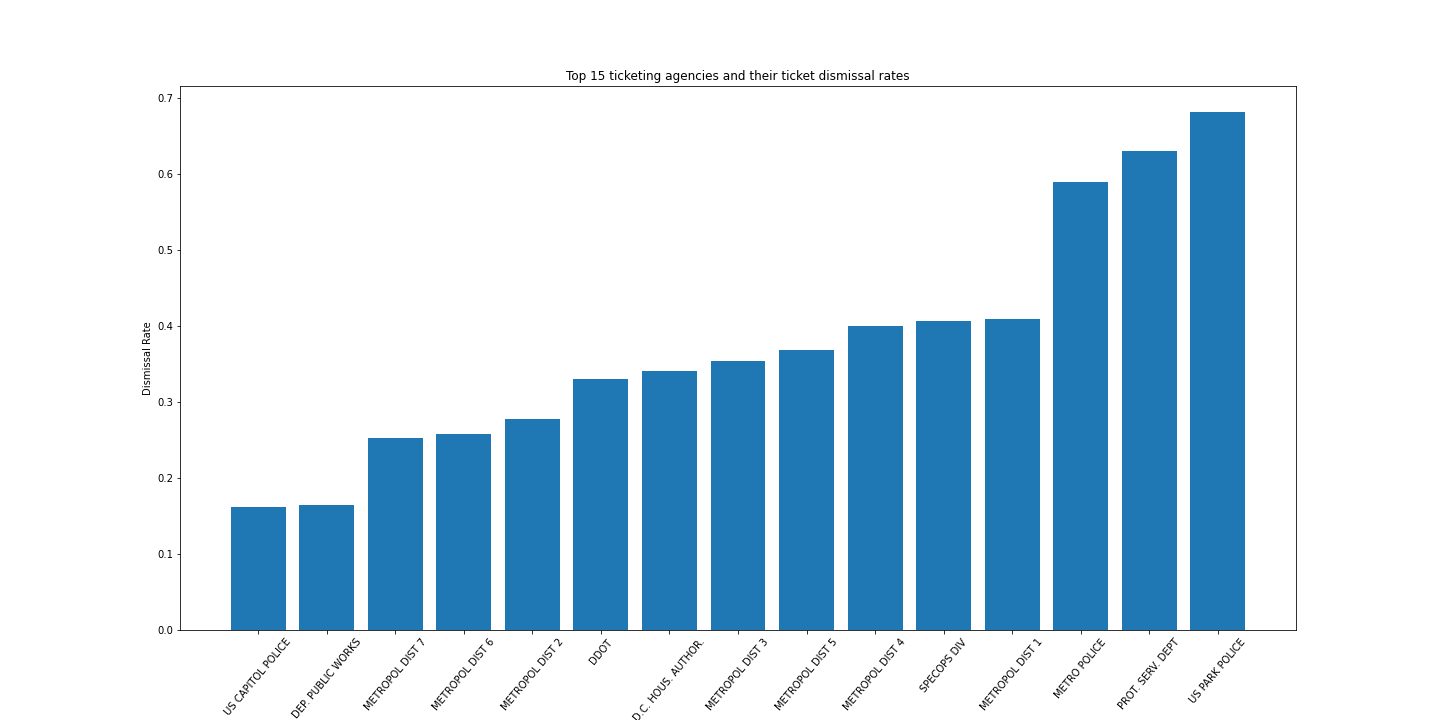 Top 15 ticketing agencies and their ticket dismissal rates
0.7
0.6
0.5
0.4
0.3
0.2
0.1
0.0
Dismissal Rate
US CAPITOL POLICE
DEP. PUBLIC WORKS
METROPOL DIST 7
METROPOL DIST 6
METROPOL DIST 2
DDOT
D.C. HOUS. AUTHOR.
METROPOL DIST 3
METROPOL DIST 5
METROPOL DIST 4
SPECOPS DIV
METROPOL DIST 1
METRO POLICE
PROT. SERV. DEPT
US PARK POLICE